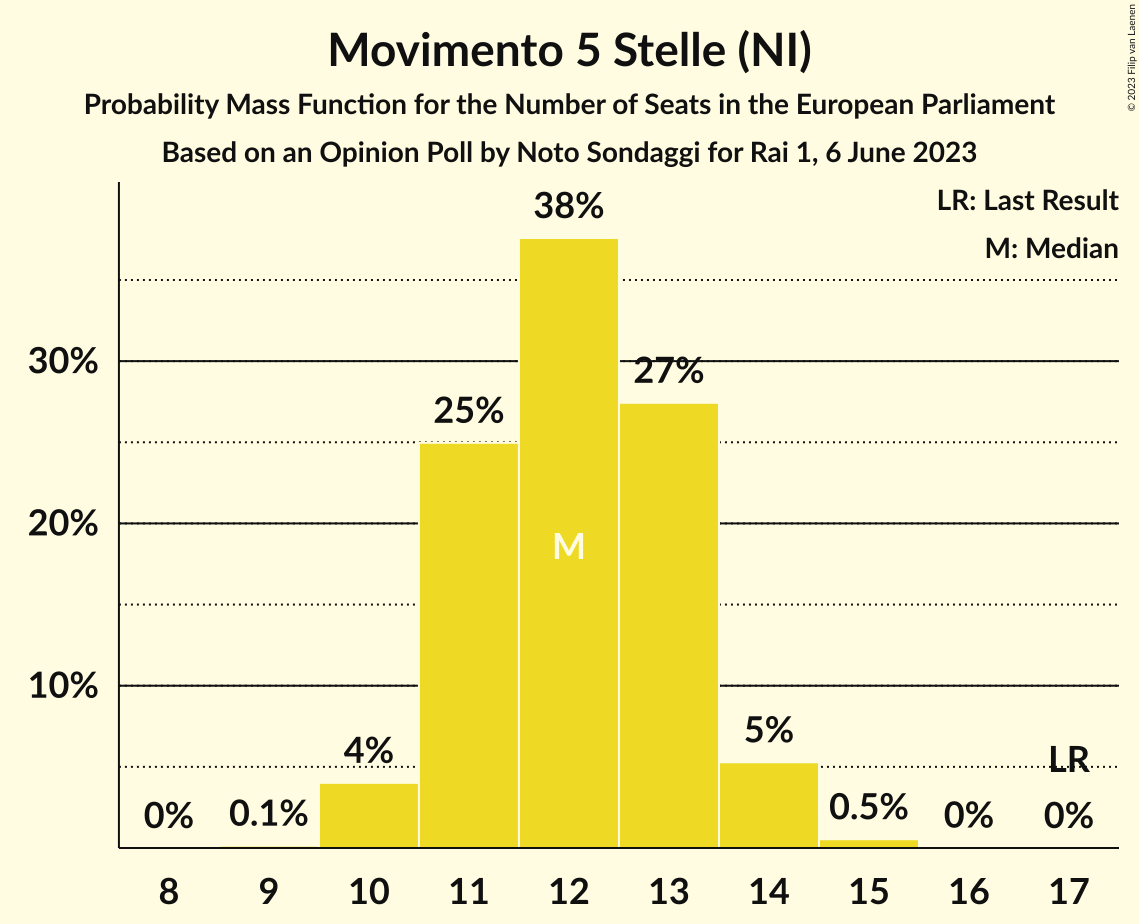 Movimento 5 Stelle (NI)
Probability Mass Function for the Number of Seats in the European Parliament
Based on an Opinion Poll by Noto Sondaggi for Rai 1, 6 June 2023
© 2023 Filip van Laenen
LR: Last Result
M: Median
38%
30%
27%
25%
20%
M
10%
5%
4%
LR
0%
0.1%
0.5%
0%
0%
8 9 10 11 12 13 14 15 16 17